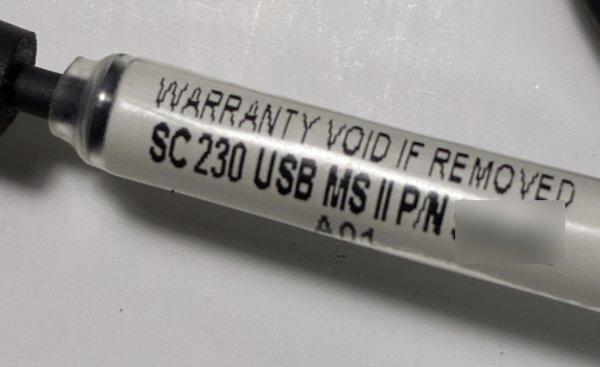 WARRANTY VOID IF REMOVED
SC 230 USB MS II P/N
A01